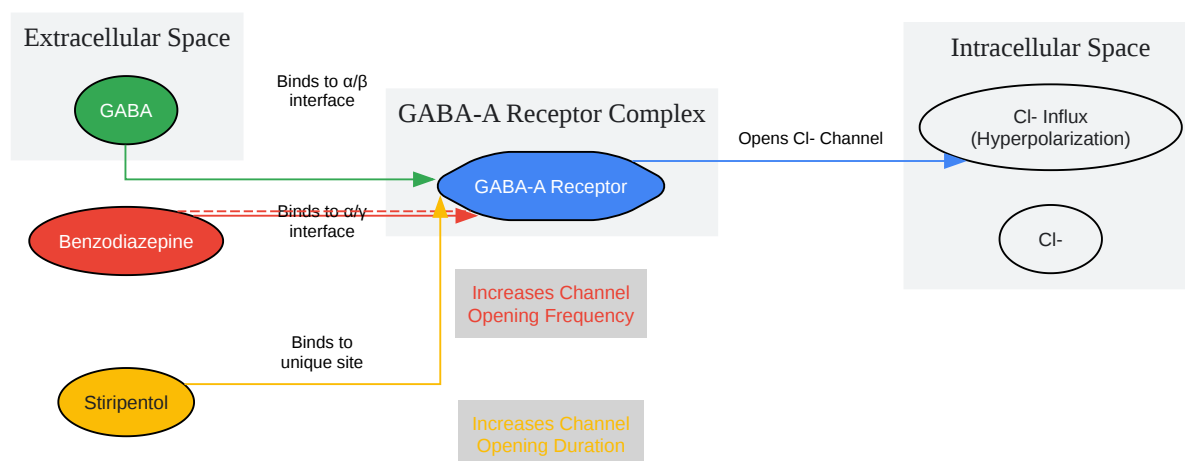 Extracellular Space
GABA
Binds to α/β
interface
GABA-A Receptor Complex
GABA-A Receptor
Opens Cl- Channel
Intracellular Space
Cl- Influx
(Hyperpolarization)
Cl-
Benzodiazepine
Binds to α/γ
interface
Increases Channel
Opening Frequency
Stiripentol
Binds to
unique site
Increases Channel
Opening Duration